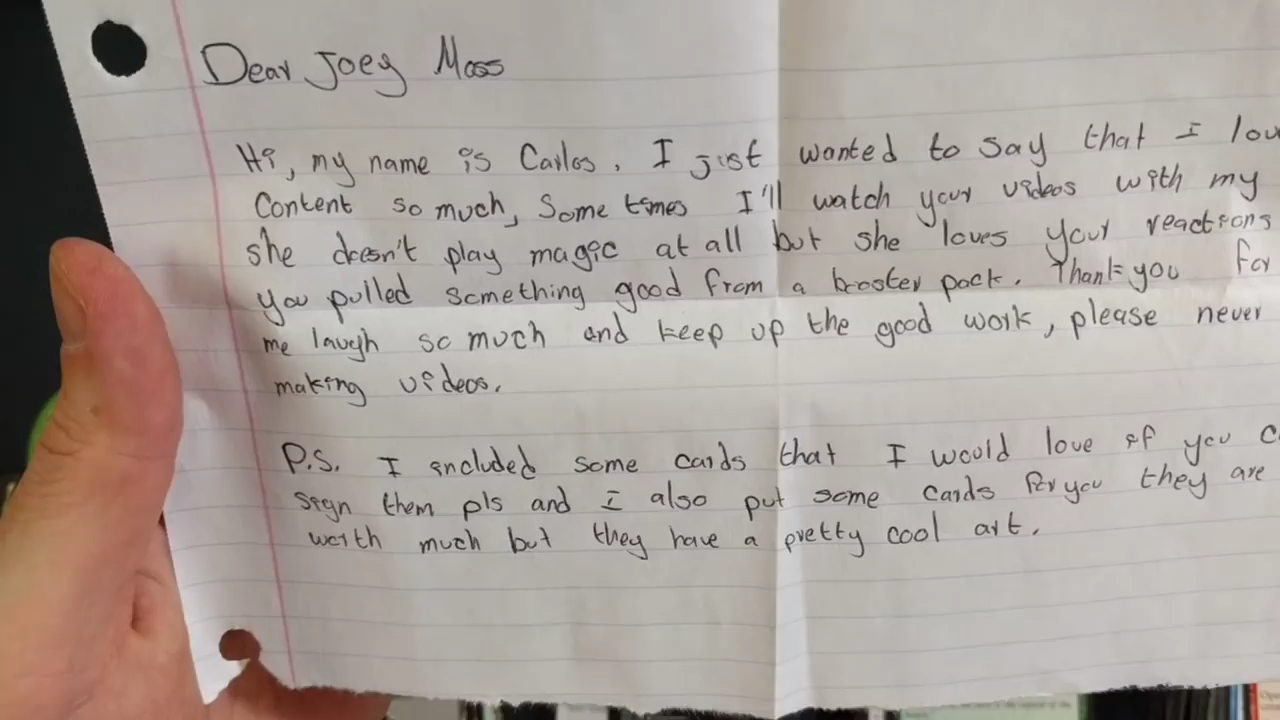 Dear Joey Moss
Hi, my name is Carlos. I just wanted to say that I
Content so much, Some times I'll watch your videos with my
she doesn't play magic at all but she loves your reactions
you pulled something good from a booster pack. Thank you for
me laugh so much and keep up the good work, please never
making videos.
P.S. I included some cards that I would love if you
sign them pls and I also put some cards for you they are
worth much but they have a pretty cool art.